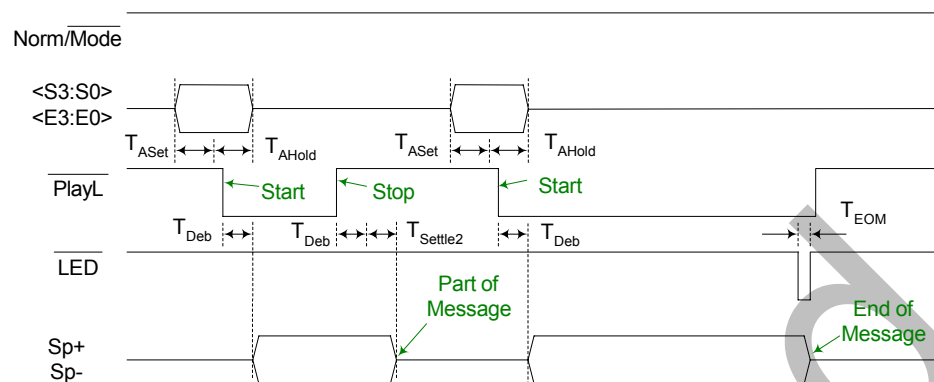 Norm/Mode
<S3:S0>
<E3:E0>
TASet
TAHold
TASet
TAHold
PlayL
Start
Stop
Start
TDeb
TDeb
TSettle2
TDeb
TEOM
LED
Part of
Message
End of
Message
Sp+
Sp-